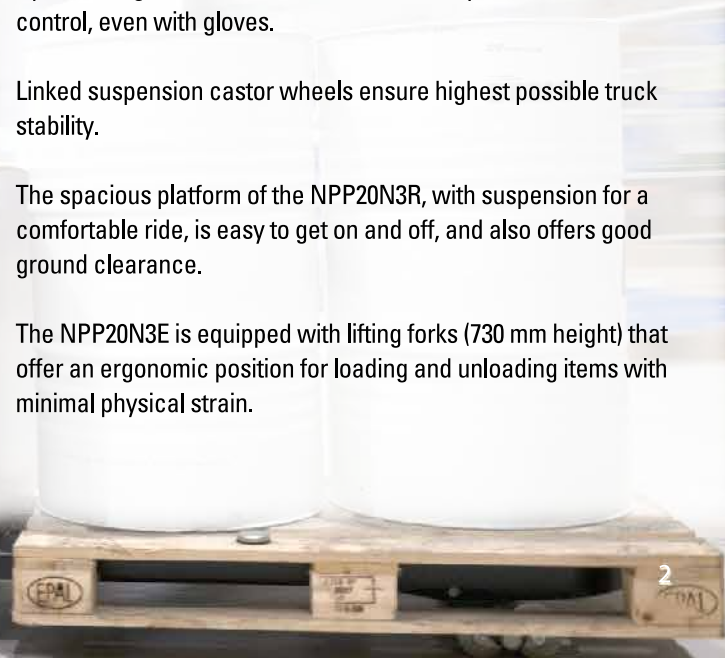 control, even with gloves.
Linked suspension castor wheels ensure highest possible truck
stability.
The spacious platform of the NPP20N3R, with suspension for a
comfortable ride, is easy to get on and off, and also offers good
ground clearance.
The NPP20N3E is equipped with lifting forks (730 mm height) that
offer an ergonomic position for loading and unloading items with
minimal physical strain.
2
EPAL